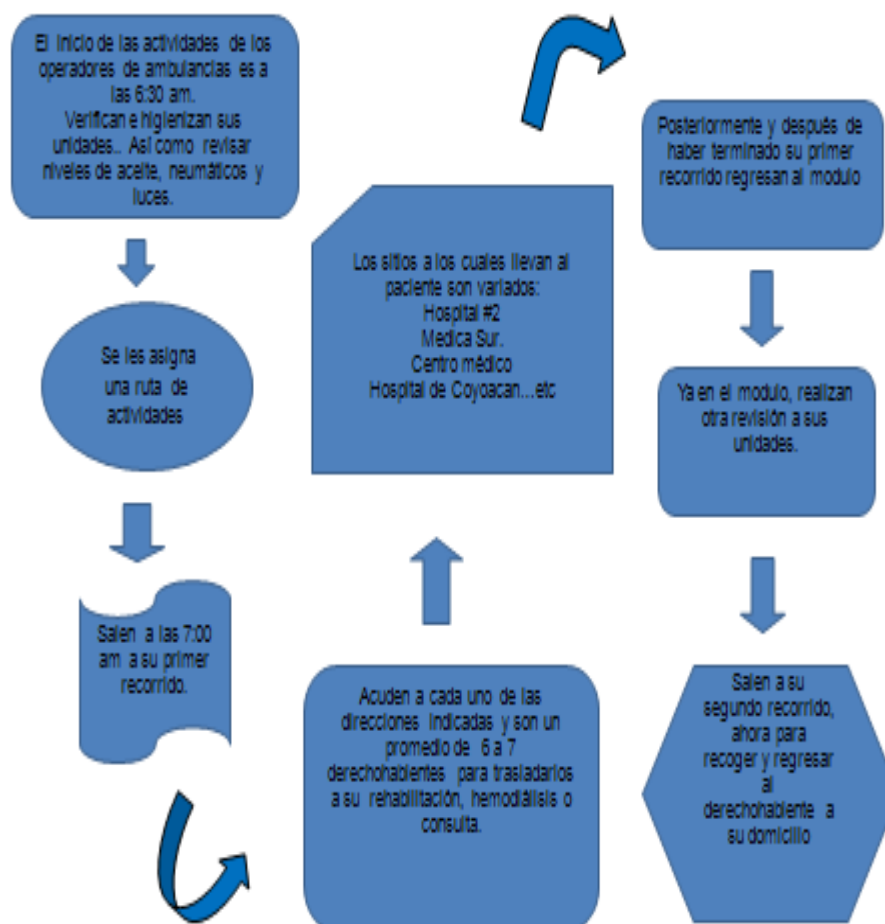 El inicio de las actividades de los
operadores de ambulancias es a
las 6:30 am.
Verifican e higienizan sus
unidades.. Así como revisar
niveles de aceite, neumáticos y
luces.
Se les asigna
una ruta de
actividades
Salen a las 7:00
am a su primer
recorrido.
Acuden a cada uno de las
direcciones indicadas y son un
promedio de 6 a 7
derechohabientes para trasladarlos
a su rehabilitación, hemodiálisis o
consulta.
Los sitios a los cuales llevan al
paciente son variados:
Hospital #2
Medica Sur.
Centro médico
Hospital de Coyoacan...etc
Posteriormente y después de
haber terminado su primer
recorrido regresan al modulo
Ya en el modulo, realizan
otra revisión a sus
unidades.
Salen a su
segundo recorrido,
ahora para
recoger y regresar
al
derechohabiente a
su domicilio